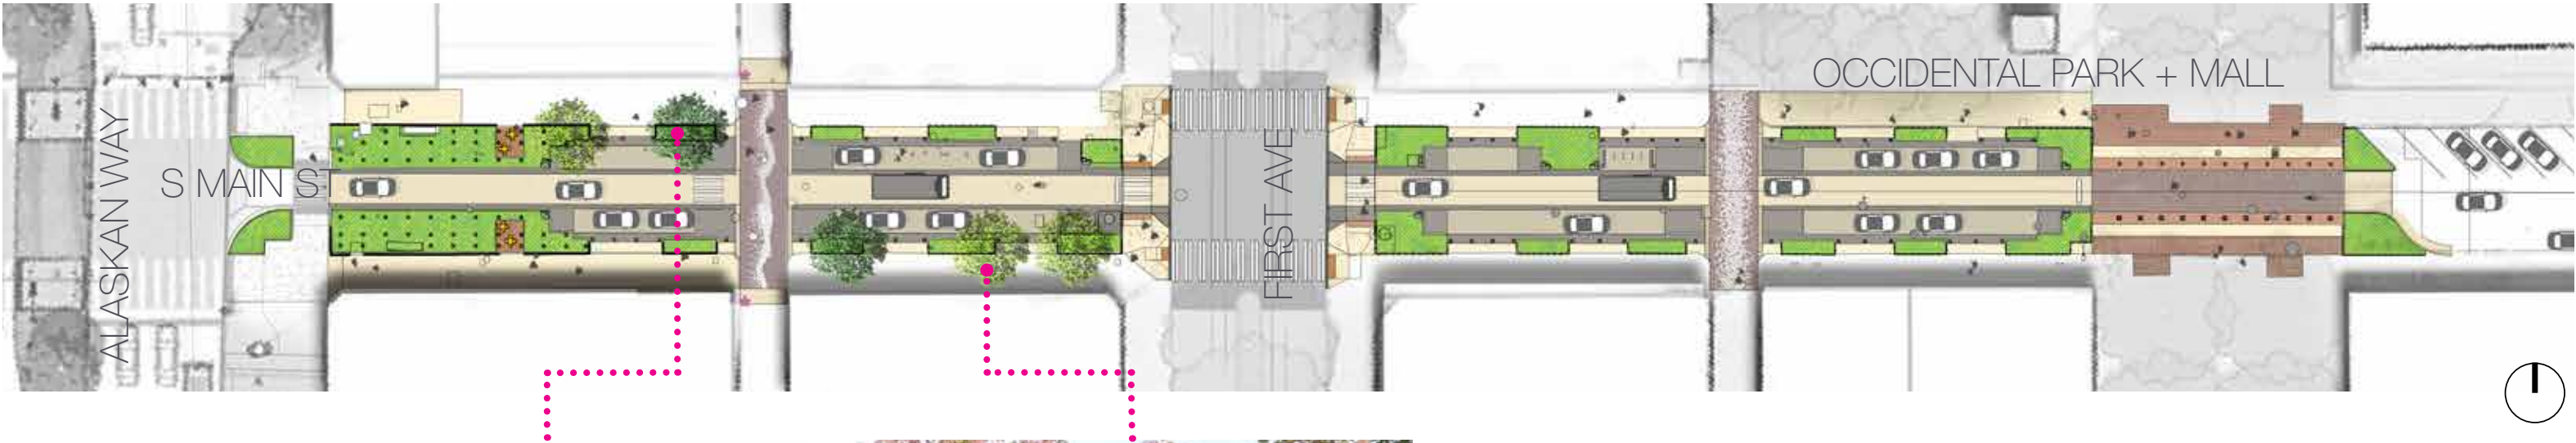 OCCIDENTAL PARK + MALL
ALASKAN WAY
S MAIN ST
FIRST AVE